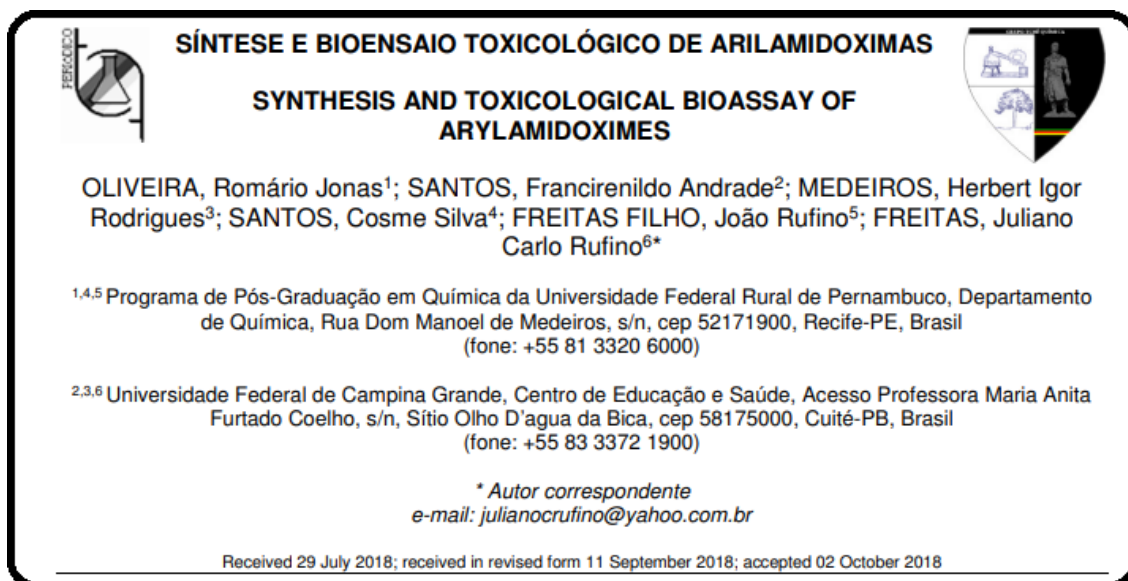 PERIÓDICO
SÍNTESE E BIOENSAIO TOXICOLÓGICO DE ARILAMIDOXIMAS
SYNTHESIS AND TOXICOLOGICAL BIOASSAY OF
ARYLAMIDOXIMES
OLIVEIRA, Romário Jonas1; SANTOS, Francirenildo Andrade2; MEDEIROS, Herbert Igor
Rodrigues3; SANTOS, Cosme Silva4; FREITAS FILHO, João Rufino5; FREITAS, Juliano
Carlo Rufino6*
1,4,5 Programa de Pós-Graduação em Química da Universidade Federal Rural de Pernambuco, Departamento
de Química, Rua Dom Manoel de Medeiros, s/n, cep 52171900, Recife-PE, Brasil
(fone: +55 81 3320 6000)
2,3,6 Universidade Federal de Campina Grande, Centro de Educação e Saúde, Acesso Professora Maria Anita
Furtado Coelho, s/n, Sítio Olho D'agua da Bica, cep 58175000, Cuité-PB, Brasil
(fone: +55 83 3372 1900)
* Autor correspondente
e-mail: julianocrufino@yahoo.com.br
Received 29 July 2018; received in revised form 11 September 2018; accepted 02 October 2018